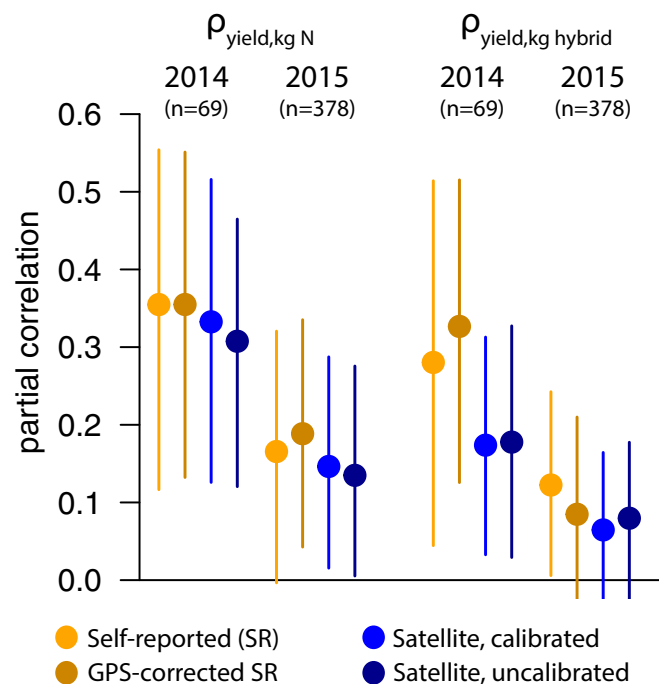 ρyield,kg N ρyield,kg hybrid
2014 2015 2014 2015
(n=69) (n=378) (n=69) (n=378)
0.6
0.5
0.4
0.3
0.2
0.1
0.0
partial correlation
Self-reported (SR) Satellite, calibrated
GPS-corrected SR Satellite, uncalibrated